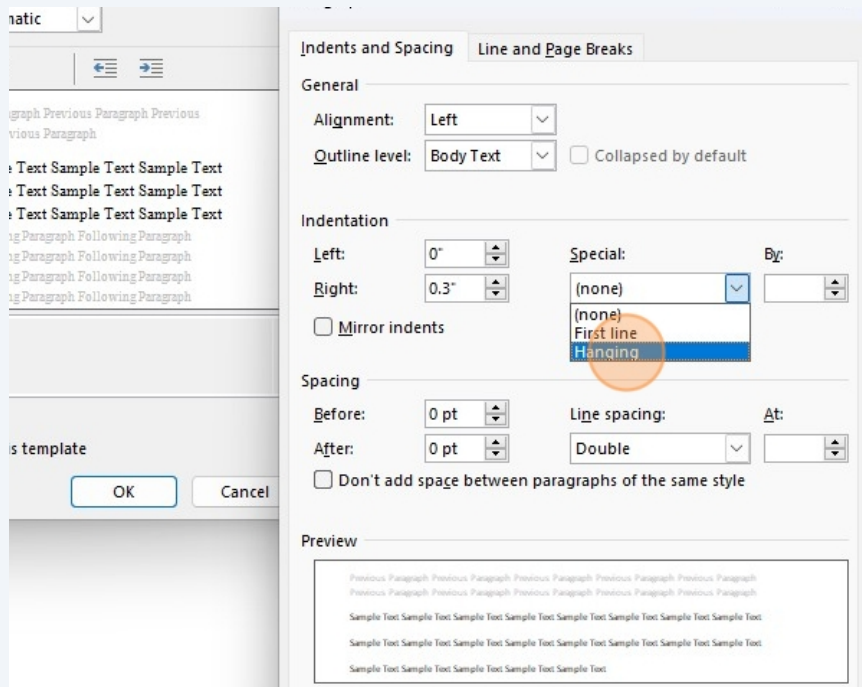 matic
graph Previous Paragraph Previous
vious Paragraph
e Text Sample Text Sample Text
e Text Sample Text Sample Text
e Text Sample Text Sample Text
ng Paragraph Following Paragraph
ng Paragraph Following Paragraph
ng Paragraph Following Paragraph
ng Paragraph Following Paragraph
s template
OK
Cancel
Indents and Spacing
Line and Page Breaks
General
Alignment:
Left
Outline level:
Body Text
Collapsed by default
Indentation
Left:
0"
Special:
By:
Right:
0.3"
(none)
(none)
First line
Hanging
Mirror indents
Spacing
Before:
0 pt
Line spacing:
At:
After:
0 pt
Double
Don't add space between paragraphs of the same style
Preview
Previous Paragraph Previous Paragraph Previous Paragraph Previous Paragraph Previous Paragraph
Previous Paragraph Previous Paragraph Previous Paragraph Previous Paragraph Previous Paragraph
Sample Text Sample Text Sample Text Sample Text Sample Text Sample Text Sample Text Sample Text
Sample Text Sample Text Sample Text Sample Text Sample Text Sample Text Sample Text Sample Text
Sample Text Sample Text Sample Text Sample Text Sample Text